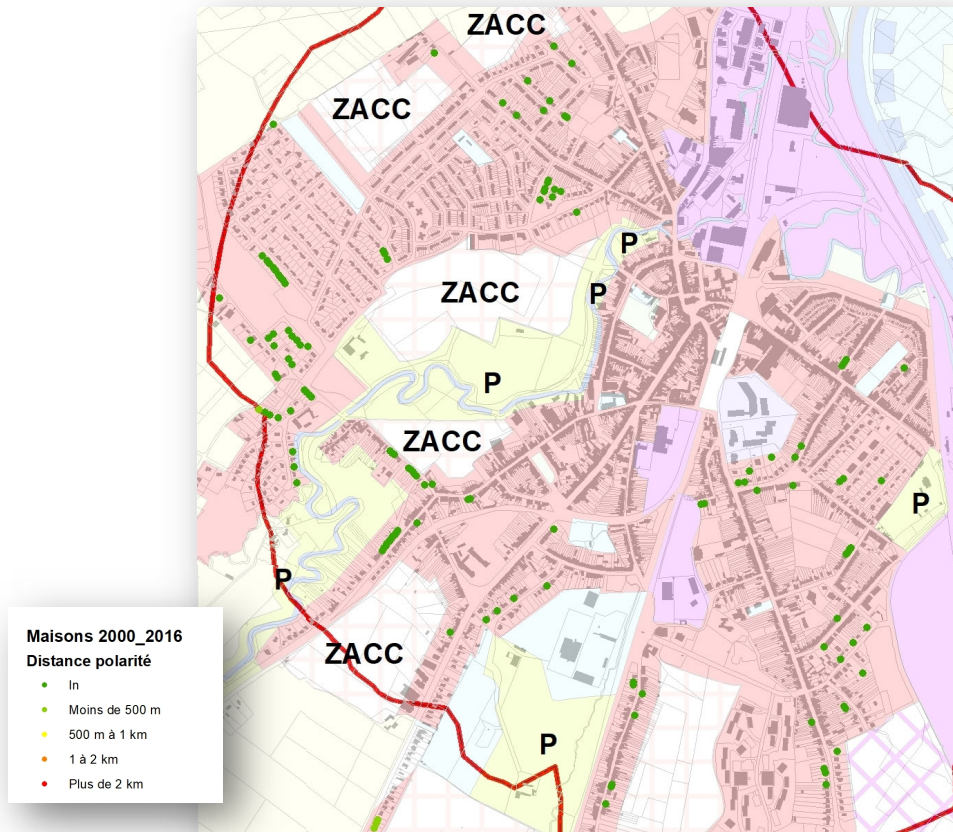 ZACC
ZACC
P
ZACC
P
P
ZACC
P
P
ZACC
P
Maisons 2000_2016
Distance polarité
In
Moins de 500 m
500 m à 1 km
1 à 2 km
Plus de 2 km